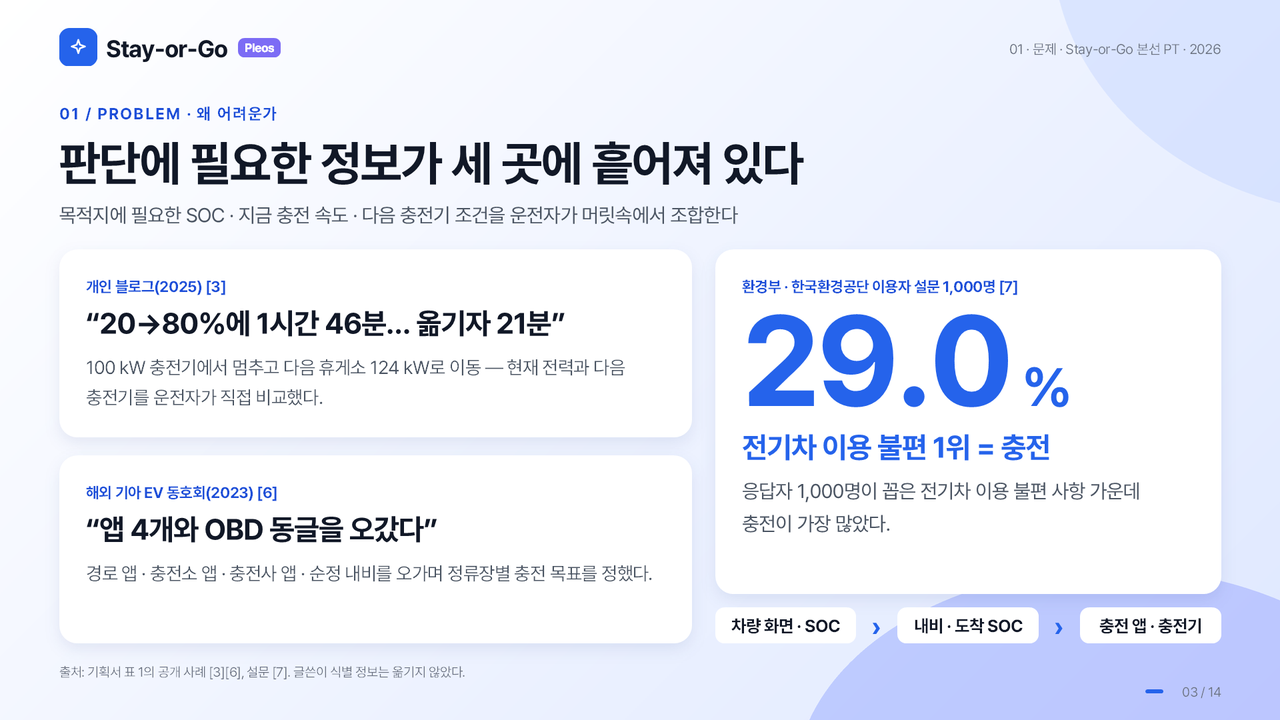 Stay-or-Go Pleos
01 · 문제 · Stay-or-Go 본선 PT · 2026
01 / PROBLEM · 왜 어려운가
판단에 필요한 정보가 세 곳에 흩어져 있다
목적지에 필요한 SOC · 지금 충전 속도 · 다음 충전기 조건을 운전자가 머릿속에서 조합한다
개인 블로그(2025) [3]
“20→80%에 1시간 46분… 옮기자 21분”
100 kW 충전기에서 멈추고 다음 휴게소 124 kW로 이동 — 현재 전력과 다음
충전기를 운전자가 직접 비교했다.
해외 기아 EV 동호회(2023) [6]
“앱 4개와 OBD 동글을 오갔다”
경로 앱 · 충전소 앱 · 충전사 앱 · 순정 내비를 오가며 정류장별 충전 목표를 정했다.
환경부 · 한국환경공단 이용자 설문 1,000명 [7]
29.0 %
전기차 이용 불편 1위 = 충전
응답자 1,000명이 꼽은 전기차 이용 불편 사항 가운데
충전이 가장 많았다.
차량 화면 · SOC › 내비 · 도착 SOC › 충전 앱 · 충전기
출처: 기획서 표 1의 공개 사례 [3][6], 설문 [7]. 글쓴이 식별 정보는 옮기지 않았다.
03 / 14